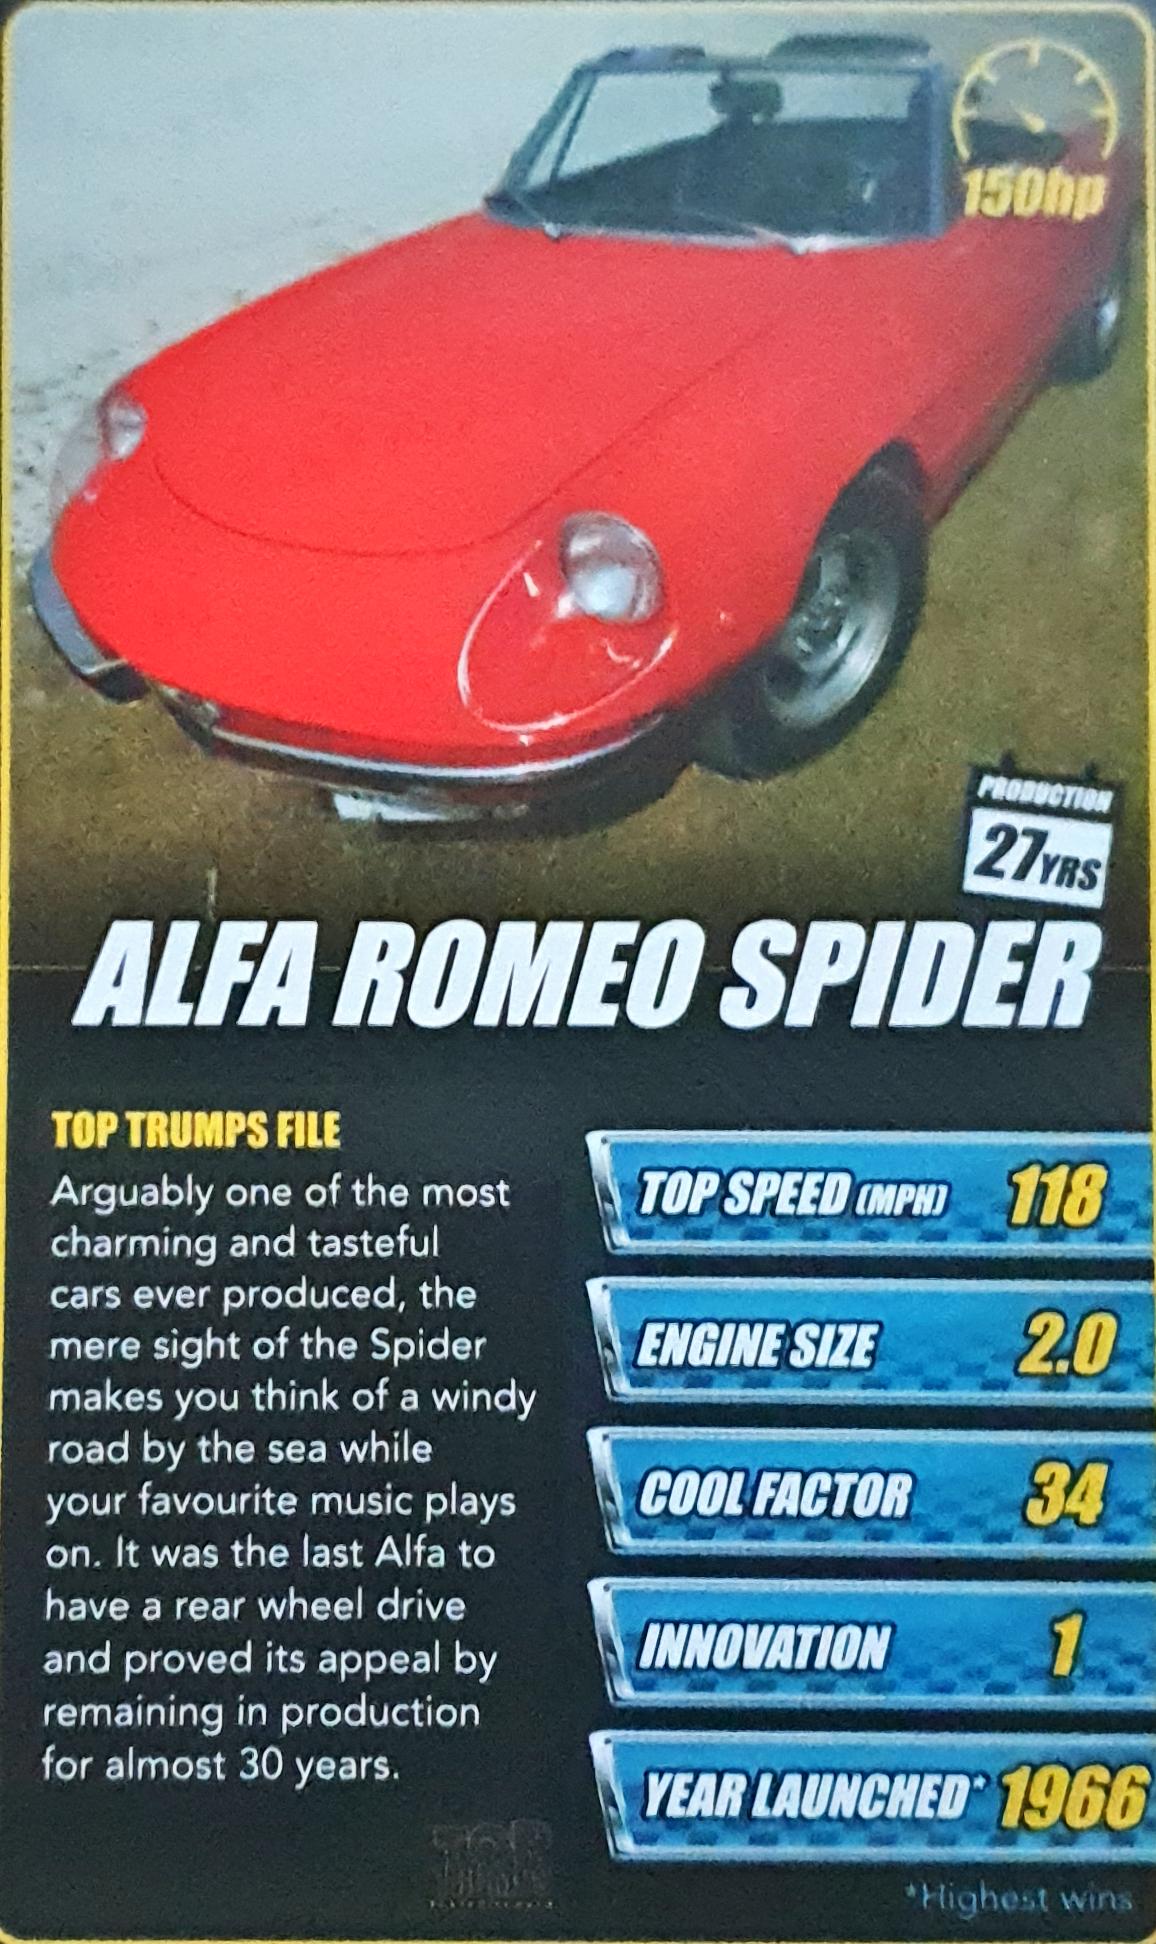 150hp
PRODUCTION
27YRS
ALFA ROMEO SPIDER
TOP TRUMPS FILE
Arguably one of the most
charming and tasteful
cars ever produced, the
mere sight of the Spider
makes you think of a windy
road by the sea while
your favourite music plays
on. It was the last Alfa to
have a rear wheel drive
and proved its appeal by
remaining in production
for almost 30 years.
TOP SPEED (MPH) 118
ENGINE SIZE 2.0
COOL FACTOR 34
INNOVATION 1
YEAR LAUNCHED* 1966
*Highest wins
TOP
TRUMPS